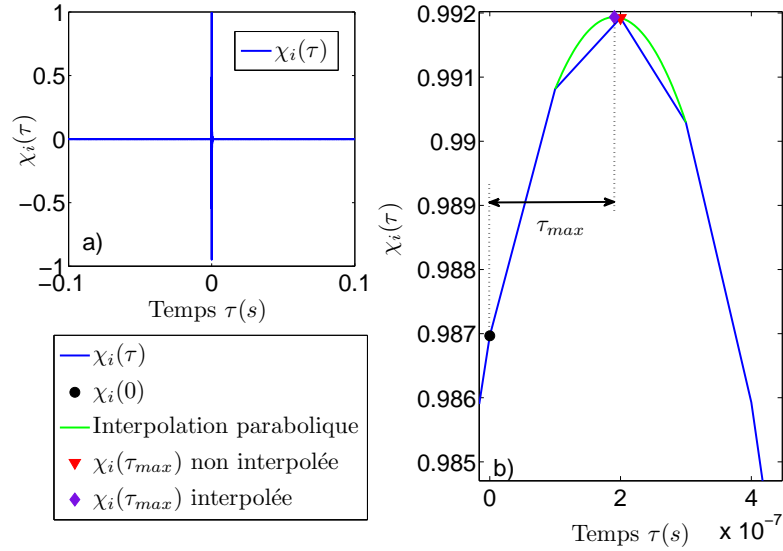 1
0.5
0
−0.5
−1
−0.1
0
0.1
χi(τ)
a)
χi(τ)
Temps τ(s)
χi(τ)
χi(0)
Interpolation parabolique
χi(τmax) non interpolée
χi(τmax) interpolée
0.992
0.991
0.99
0.989
0.988
0.987
0.986
0.985
χi(τ)
τmax
b)
0
2
4
x 10−7
Temps τ(s)